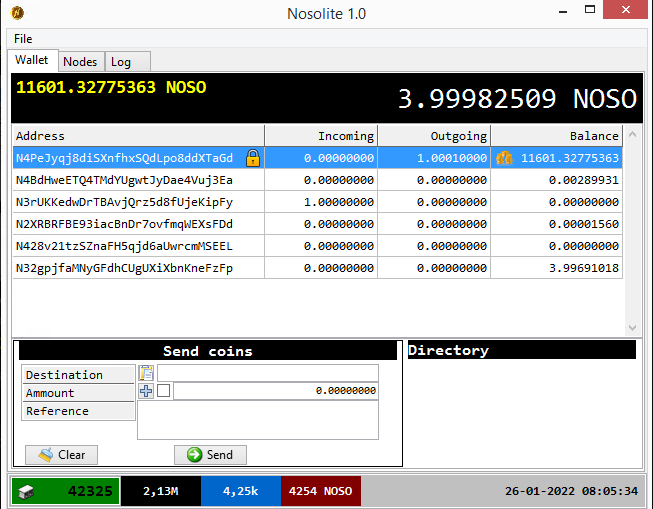 Nosolite 1.0
File
Wallet Nodes Log
11601.32775363 NOSO
3.99982509 NOSO
Address Incoming Outgoing Balance
N4PeJyqj8diSXnfhxSQdLpo8ddXTaGd 0.00000000 1.00010000 11601.32775363
N4BdHweETQ4TMdYUgwtJyDae4Vuj3Ea 0.00000000 0.00000000 0.00289931
N3rUKKedwDrTBAvjQrz5d8fUjeKipFy 1.00000000 0.00000000 0.00000000
N2XRBRFBE93iacBnDr7ovfmqWEXsFDd 0.00000000 0.00000000 0.00001560
N428v21tzSZnaFH5qjd6aUwrcmMSEEL 0.00000000 0.00000000 0.00000000
N32gpjfaMNyGFdhCUgUXiXbnKneFzFp 0.00000000 0.00000000 3.99691018
Send coins
Directory
Destination
Ammount 0.00000000
Reference
Clear Send
42325 2,13M 4,25k 4254 NOSO 26-01-2022 08:05:34